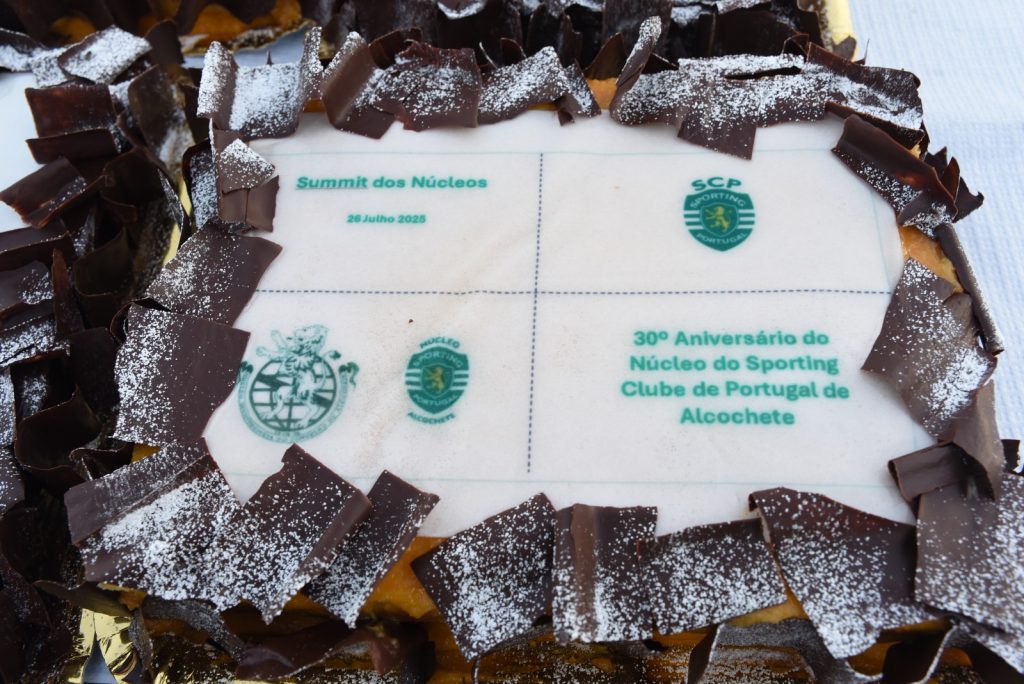 Summit dos Núcleos
26 Julho 2025
SCP
SPORTING
PORTUGAL
NÚCLEO
SPORTING
PORTUGAL
ALCOCHETE
30º Aniversário do
Núcleo do Sporting
Clube de Portugal de
Alcochete